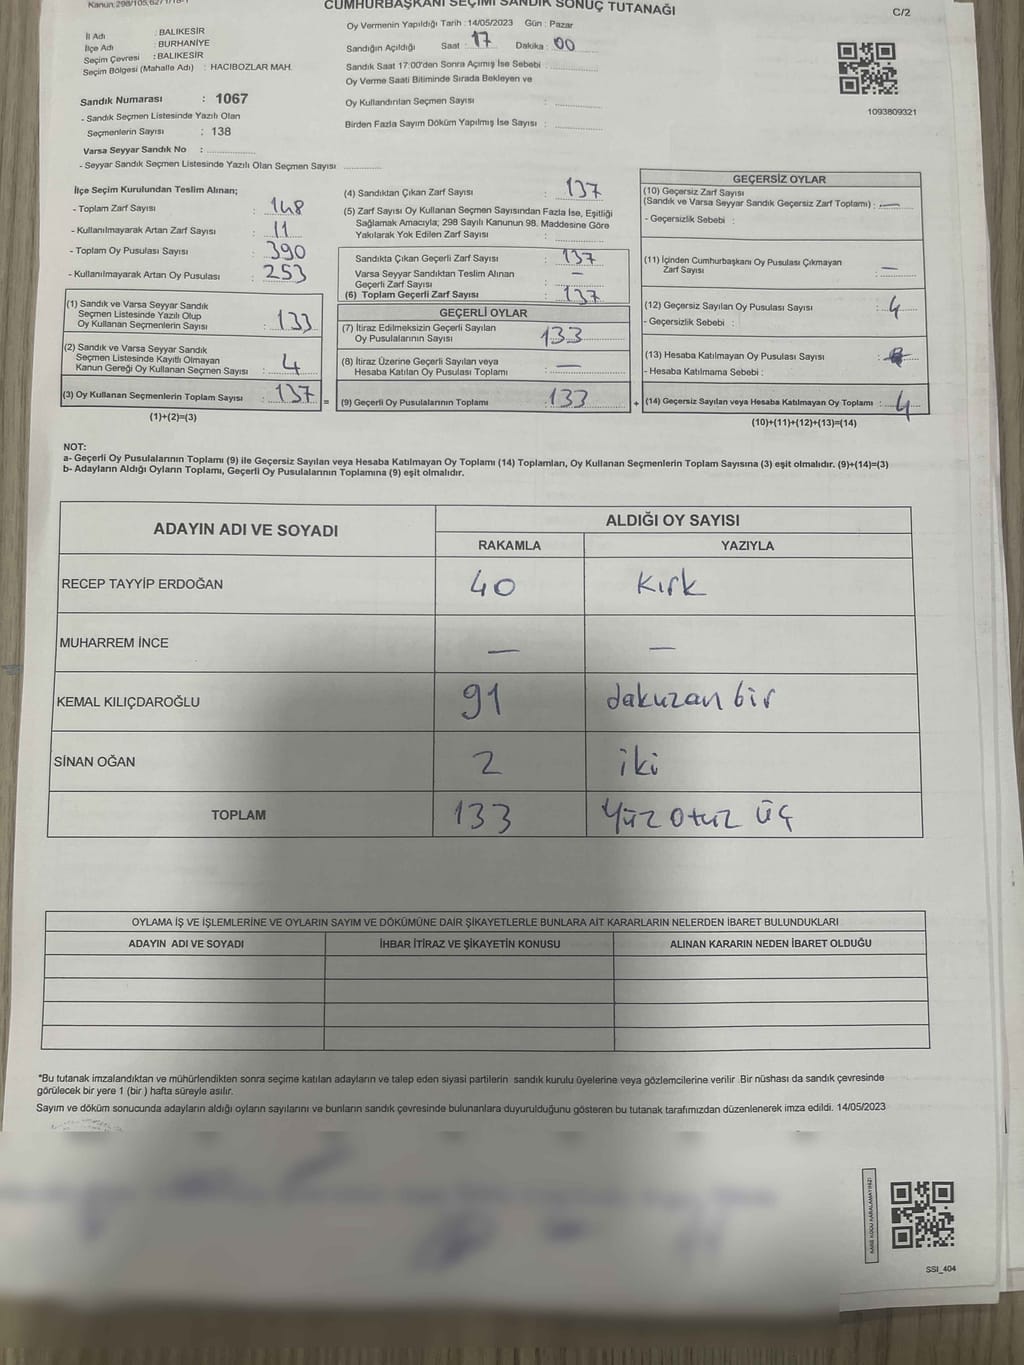 Kanun:298/105,627/718-1
CUMHURBAŞKANI SEÇİMİ SANDIK SONUÇ TUTANAĞI
C/2
İl Adı : BALIKESİR
İlçe Adı : BURHANİYE
Seçim Çevresi : BALIKESİR
Seçim Bölgesi (Mahalle Adı) : HACIBOZLAR MAH.
Sandık Numarası : 1067
- Sandık Seçmen Listesinde Yazılı Olan
Seçmenlerin Sayısı : 138
Varsa Seyyar Sandık No :
- Seyyar Sandık Seçmen Listesinde Yazılı Olan Seçmen Sayısı
Oy Vermenin Yapıldığı Tarih : 14/05/2023 Gün : Pazar
Sandığın Açıldığı Saat : 17 Dakika : 00
Sandık Saat 17:00'den Sonra Açımış İse Sebebi :
Oy Verme Saati Bitiminde Sırada Bekleyen ve
Oy Kullandırılan Seçmen Sayısı :
Birden Fazla Sayım Döküm Yapılmış İse Sayısı :
1093809321
İlçe Seçim Kurulundan Teslim Alınan;
- Toplam Zarf Sayısı : 148
- Kullanılmayarak Artan Zarf Sayısı : 11
- Toplam Oy Pusulası Sayısı : 390
- Kullanılmayarak Artan Oy Pusulası : 253
(1) Sandık ve Varsa Seyyar Sandık
Seçmen Listesinde Yazılı Olup
Oy Kullanan Seçmenlerin Sayısı : 133
(2) Sandık ve Varsa Seyyar Sandık
Seçmen Listesinde Kayıtlı Olmayan
Kanun Gereği Oy Kullanan Seçmen Sayısı : 4
(3) Oy Kullanan Seçmenlerin Toplam Sayısı : 137 =
(1)+(2)=(3)
(4) Sandıktan Çıkan Zarf Sayısı : 137
(5) Zarf Sayısı Oy Kullanan Seçmen Sayısından Fazla İse, Eşitliği
Sağlamak Amacıyla; 298 Sayılı Kanunun 98. Maddesine Göre
Yakılarak Yok Edilen Zarf Sayısı :
Sandıkta Çıkan Geçerli Zarf Sayısı : 137
Varsa Seyyar Sandıktan Teslim Alınan
Geçerli Zarf Sayısı : —
(6) Toplam Geçerli Zarf Sayısı : 137
GEÇERLİ OYLAR
(7) İtiraz Edilmeksizin Geçerli Sayılan
Oy Pusulalarının Sayısı : 133
(8) İtiraz Üzerine Geçerli Sayılan veya
Hesaba Katılan Oy Pusulası Toplamı : —
(9) Geçerli Oy Pusulalarının Toplamı : 133 +
GEÇERSİZ OYLAR
(10) Geçersiz Zarf Sayısı
(Sandık ve Varsa Seyyar Sandık Geçersiz Zarf Toplamı) : —
- Geçersizlik Sebebi :
(11) İçinden Cumhurbaşkanı Oy Pusulası Çıkmayan
Zarf Sayısı : —
(12) Geçersiz Sayılan Oy Pusulası Sayısı : 4
- Geçersizlik Sebebi :
(13) Hesaba Katılmayan Oy Pusulası Sayısı :
- Hesaba Katılmama Sebebi :
(14) Geçersiz Sayılan veya Hesaba Katılmayan Oy Toplamı : 4
(10)+(11)+(12)+(13)=(14)
NOT:
a- Geçerli Oy Pusulalarının Toplamı (9) ile Geçersiz Sayılan veya Hesaba Katılmayan Oy Toplamı (14) Toplamları, Oy Kullanan Seçmenlerin Toplam Sayısına (3) eşit olmalıdır. (9)+(14)=(3)
b- Adayların Aldığı Oyların Toplamı, Geçerli Oy Pusulalarının Toplamına (9) eşit olmalıdır.
ADAYIN ADI VE SOYADI
ALDIĞI OY SAYISI
RAKAMLA YAZIYLA
RECEP TAYYİP ERDOĞAN 40 Kırk
MUHARREM İNCE — —
KEMAL KILIÇDAROĞLU 91 dakuzan bir
SİNAN OĞAN 2 iki
TOPLAM 133 Yüz otuz üç
OYLAMA İŞ VE İŞLEMLERİNE VE OYLARIN SAYIM VE DÖKÜMÜNE DAİR ŞİKAYETLERLE BUNLARA AİT KARARLARIN NELERDEN İBARET BULUNDUKLARI
ADAYIN ADI VE SOYADI İHBAR İTİRAZ VE ŞİKAYETİN KONUSU ALINAN KARARIN NEDEN İBARET OLDUĞU
*Bu tutanak imzalandıktan ve mühürlendikten sonra seçime katılan adayların ve talep eden siyasi partilerin sandık kurulu üyelerine veya gözlemcilerine verilir. Bir nüshası da sandık çevresinde
görülecek bir yere 1 (bir ) hafta süreyle asılır.
Sayım ve döküm sonucunda adayların aldığı oyların sayılarını ve bunların sandık çevresinde bulunanlara duyurulduğunu gösteren bu tutanak tarafımızdan düzenlenerek imza edildi. 14/05/2023
KARE KODU KARALAMAYINIZ!
SSI_404